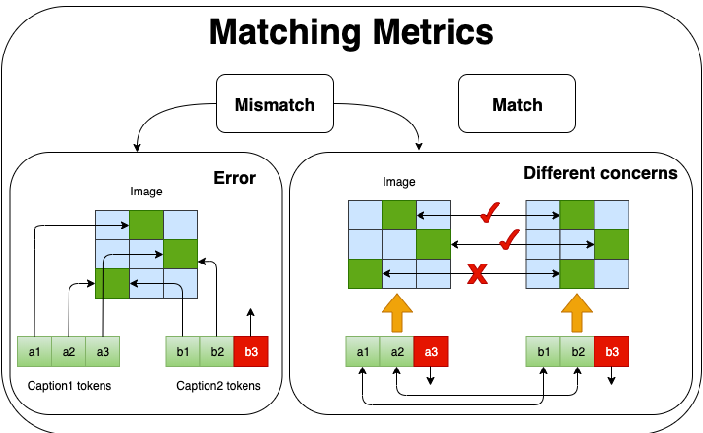 Matching Metrics
Mismatch
Match
Error
Image
a1 a2 a3
b1 b2 b3
Caption1 tokens
Caption2 tokens
Different concerns
Image
a1 a2 a3
b1 b2 b3